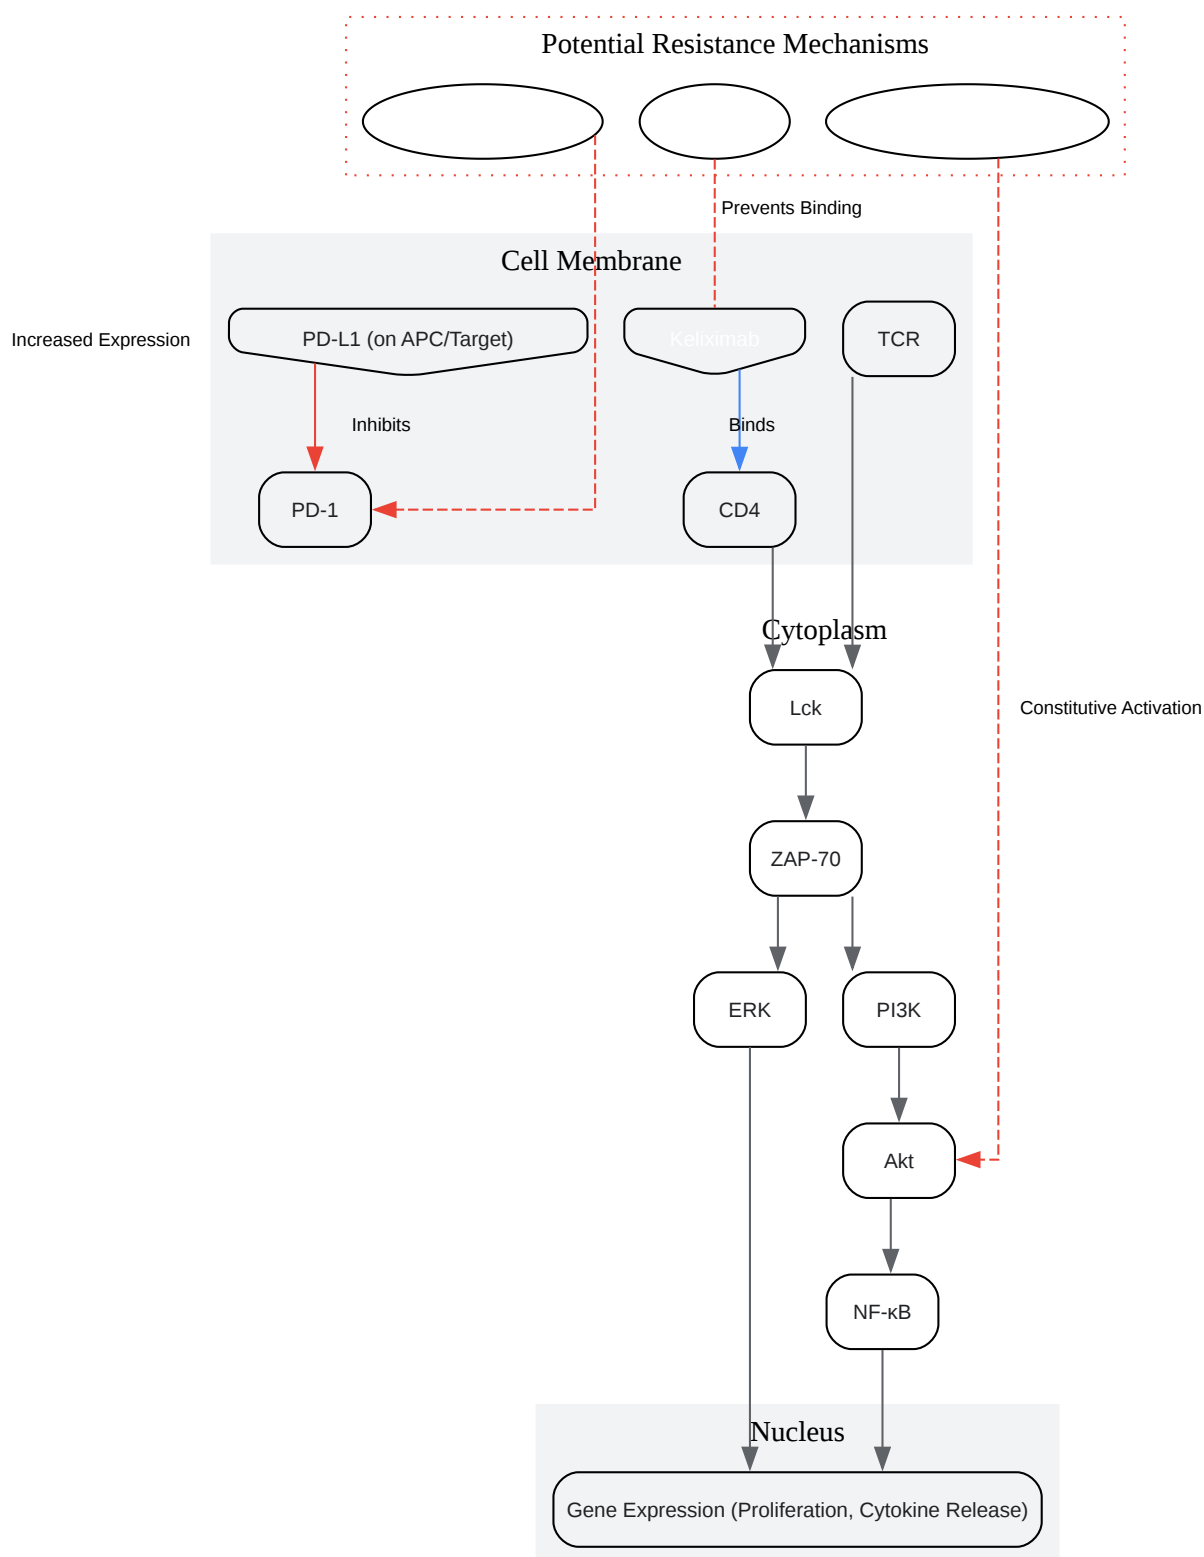 Potential Resistance Mechanisms
Prevents Binding
Cell Membrane
Increased Expression
PD-L1 (on APC/Target)
Keliximab
TCR
Inhibits
Binds
PD-1
CD4
Cytoplasm
Lck
Constitutive Activation
ZAP-70
ERK
PI3K
Akt
NF-κB
Nucleus
Gene Expression (Proliferation, Cytokine Release)